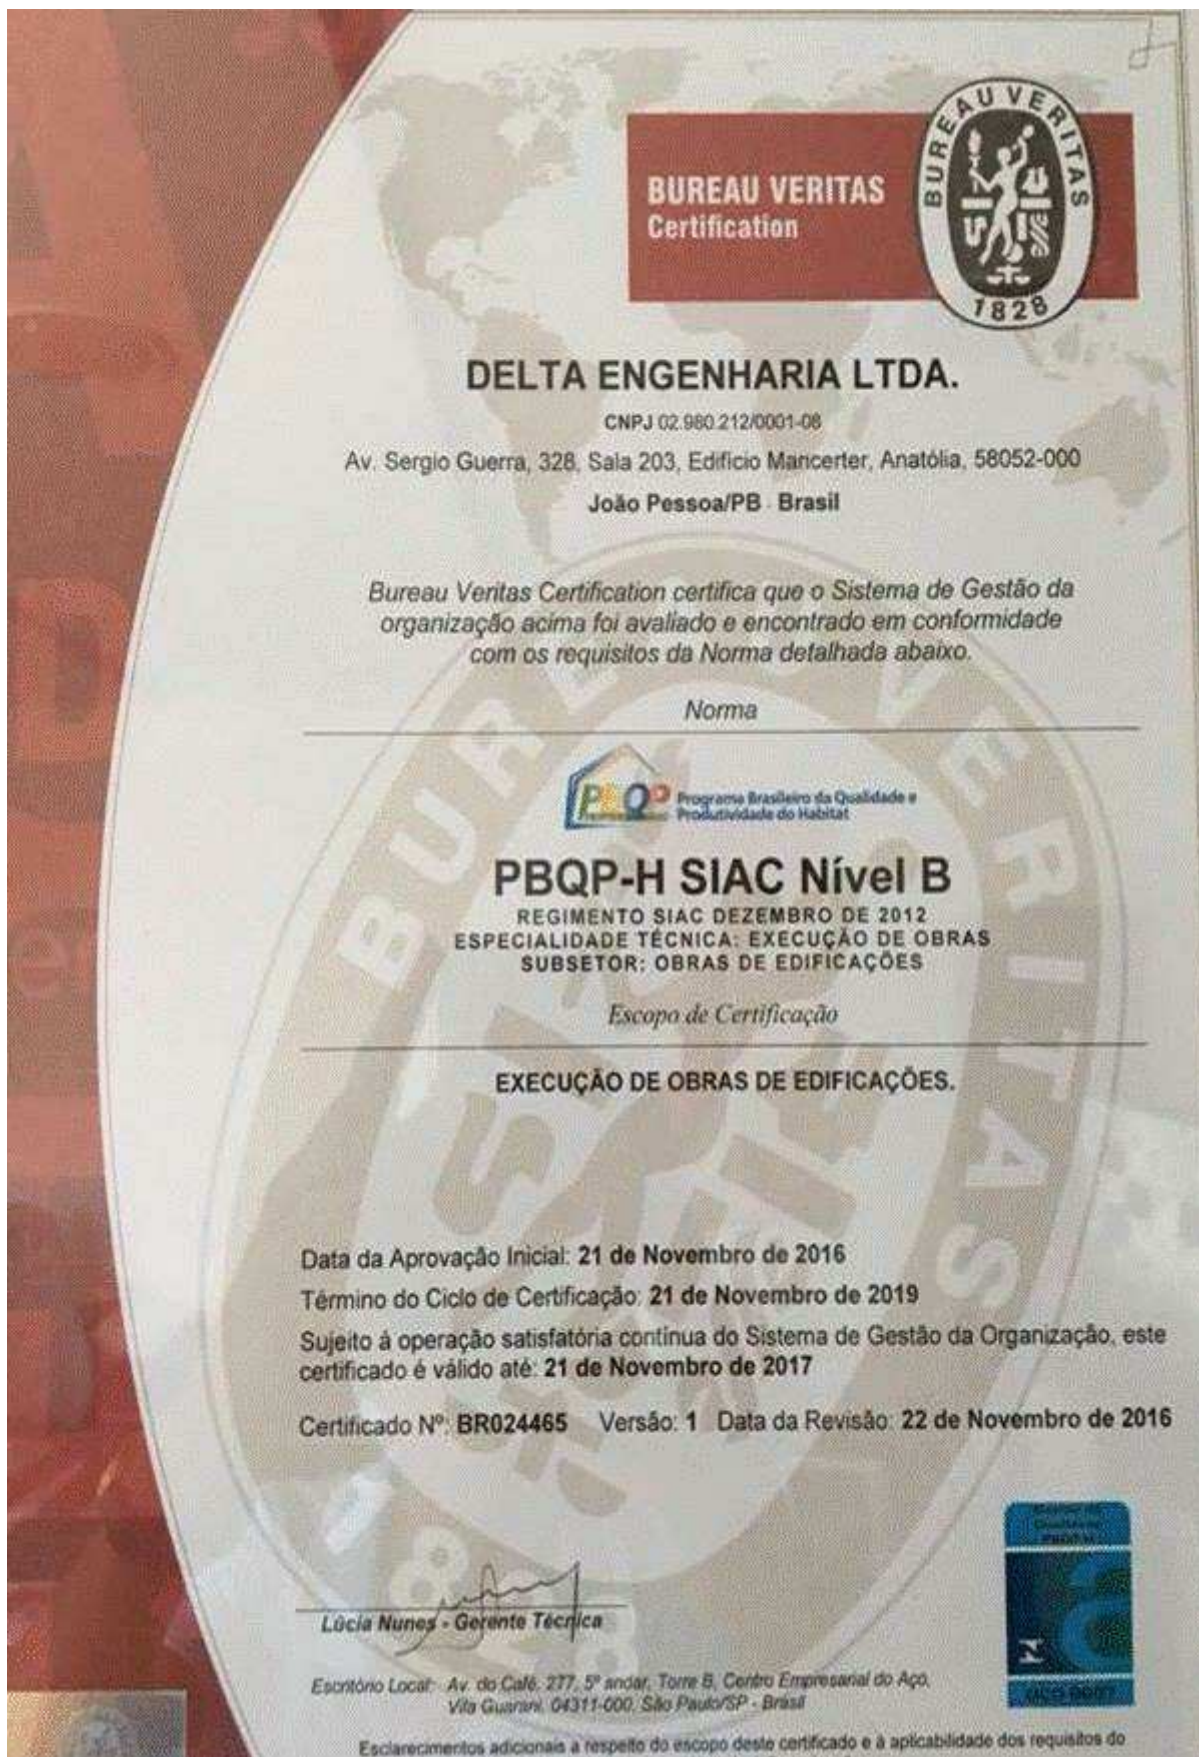 BUREAU VERITAS
Certification
BUREAU VERITAS
1828
DELTA ENGENHARIA LTDA.
CNPJ 02.980.212/0001-08
Av. Sergio Guerra, 328, Sala 203, Edificio Mancerter, Anatólia, 58052-000
João Pessoa/PB - Brasil
Bureau Veritas Certification certifica que o Sistema de Gestão da
organização acima foi avaliado e encontrado em conformidade
com os requisitos da Norma detalhada abaixo.
Norma
Programa Brasileiro da Qualidade e
Produtividade do Habitat
PBQP-H SIAC Nível B
REGIMENTO SIAC DEZEMBRO DE 2012
ESPECIALIDADE TÉCNICA: EXECUÇÃO DE OBRAS
SUBSETOR: OBRAS DE EDIFICAÇÕES
Escopo de Certificação
EXECUÇÃO DE OBRAS DE EDIFICAÇÕES.
Data da Aprovação Inicial: 21 de Novembro de 2016
Término do Ciclo de Certificação: 21 de Novembro de 2019
Sujeito à operação satisfatória contínua do Sistema de Gestão da Organização, este
certificado é válido até: 21 de Novembro de 2017
Certificado Nº: BR024465 Versão: 1 Data da Revisão: 22 de Novembro de 2016
Lúcia Nunes - Gerente Técnica
Escritório Local: Av. do Café, 277, 5º andar, Torre B, Centro Empresarial do Aço,
Vila Guarani, 04311-000, São Paulo/SP - Brasil
Esclarecimentos adicionais a respeito do escopo deste certificado e à aplicabilidade dos requisitos do